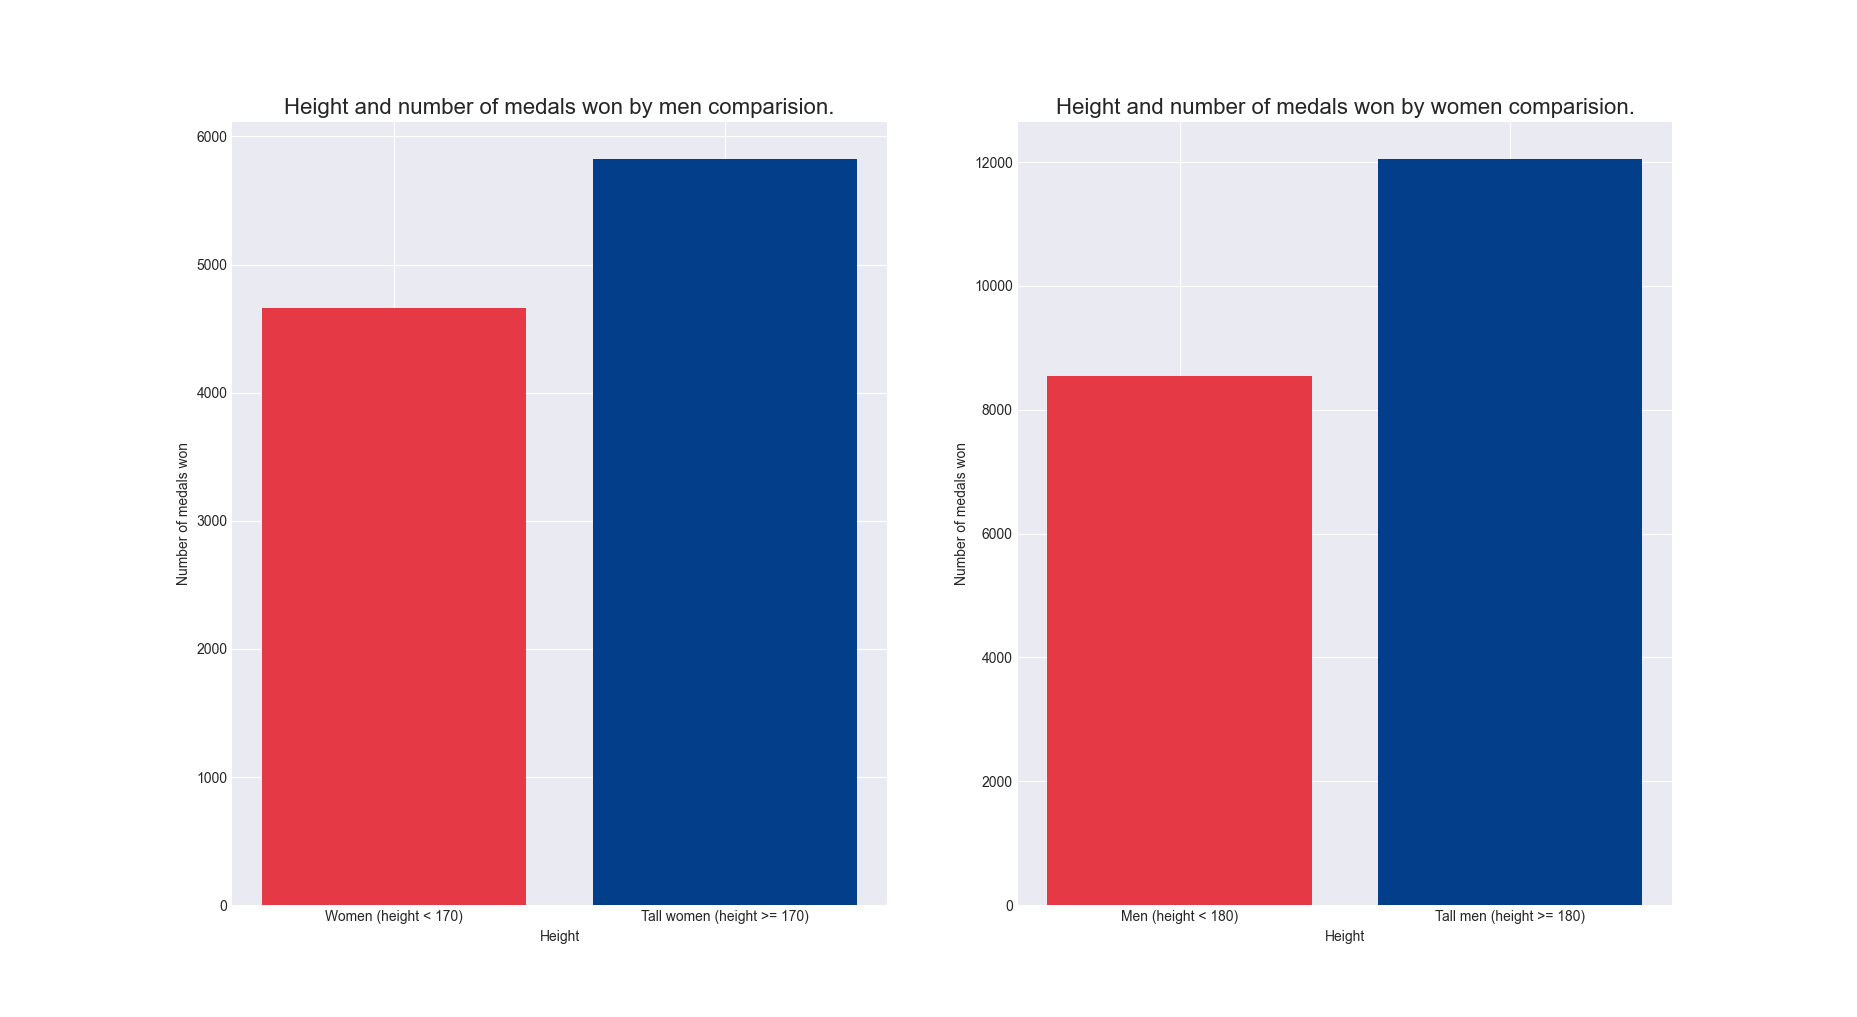 Height and number of medals won by men comparision.
6000
5000
4000
3000
2000
1000
0
Number of medals won
Women (height < 170)
Tall women (height >= 170)
Height
Height and number of medals won by women comparision.
12000
10000
8000
6000
4000
2000
0
Number of medals won
Men (height < 180)
Tall men (height >= 180)
Height